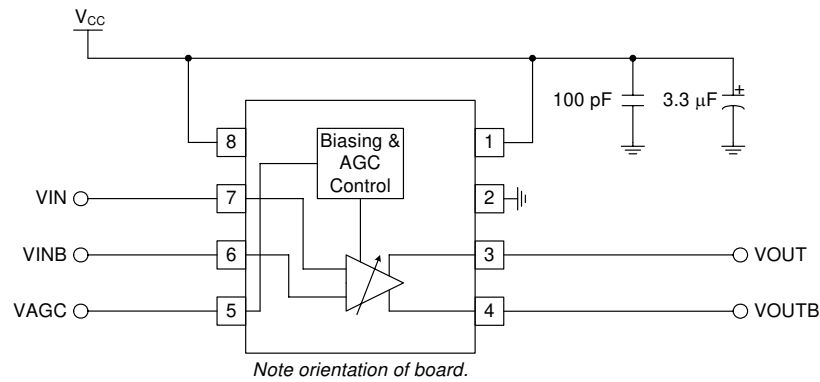 VCC
100 pF
3.3 μF
+
8
Biasing &
AGC
Control
1
VIN
7
2
VINB
6
3
VOUT
VAGC
5
4
VOUTB
Note orientation of board.